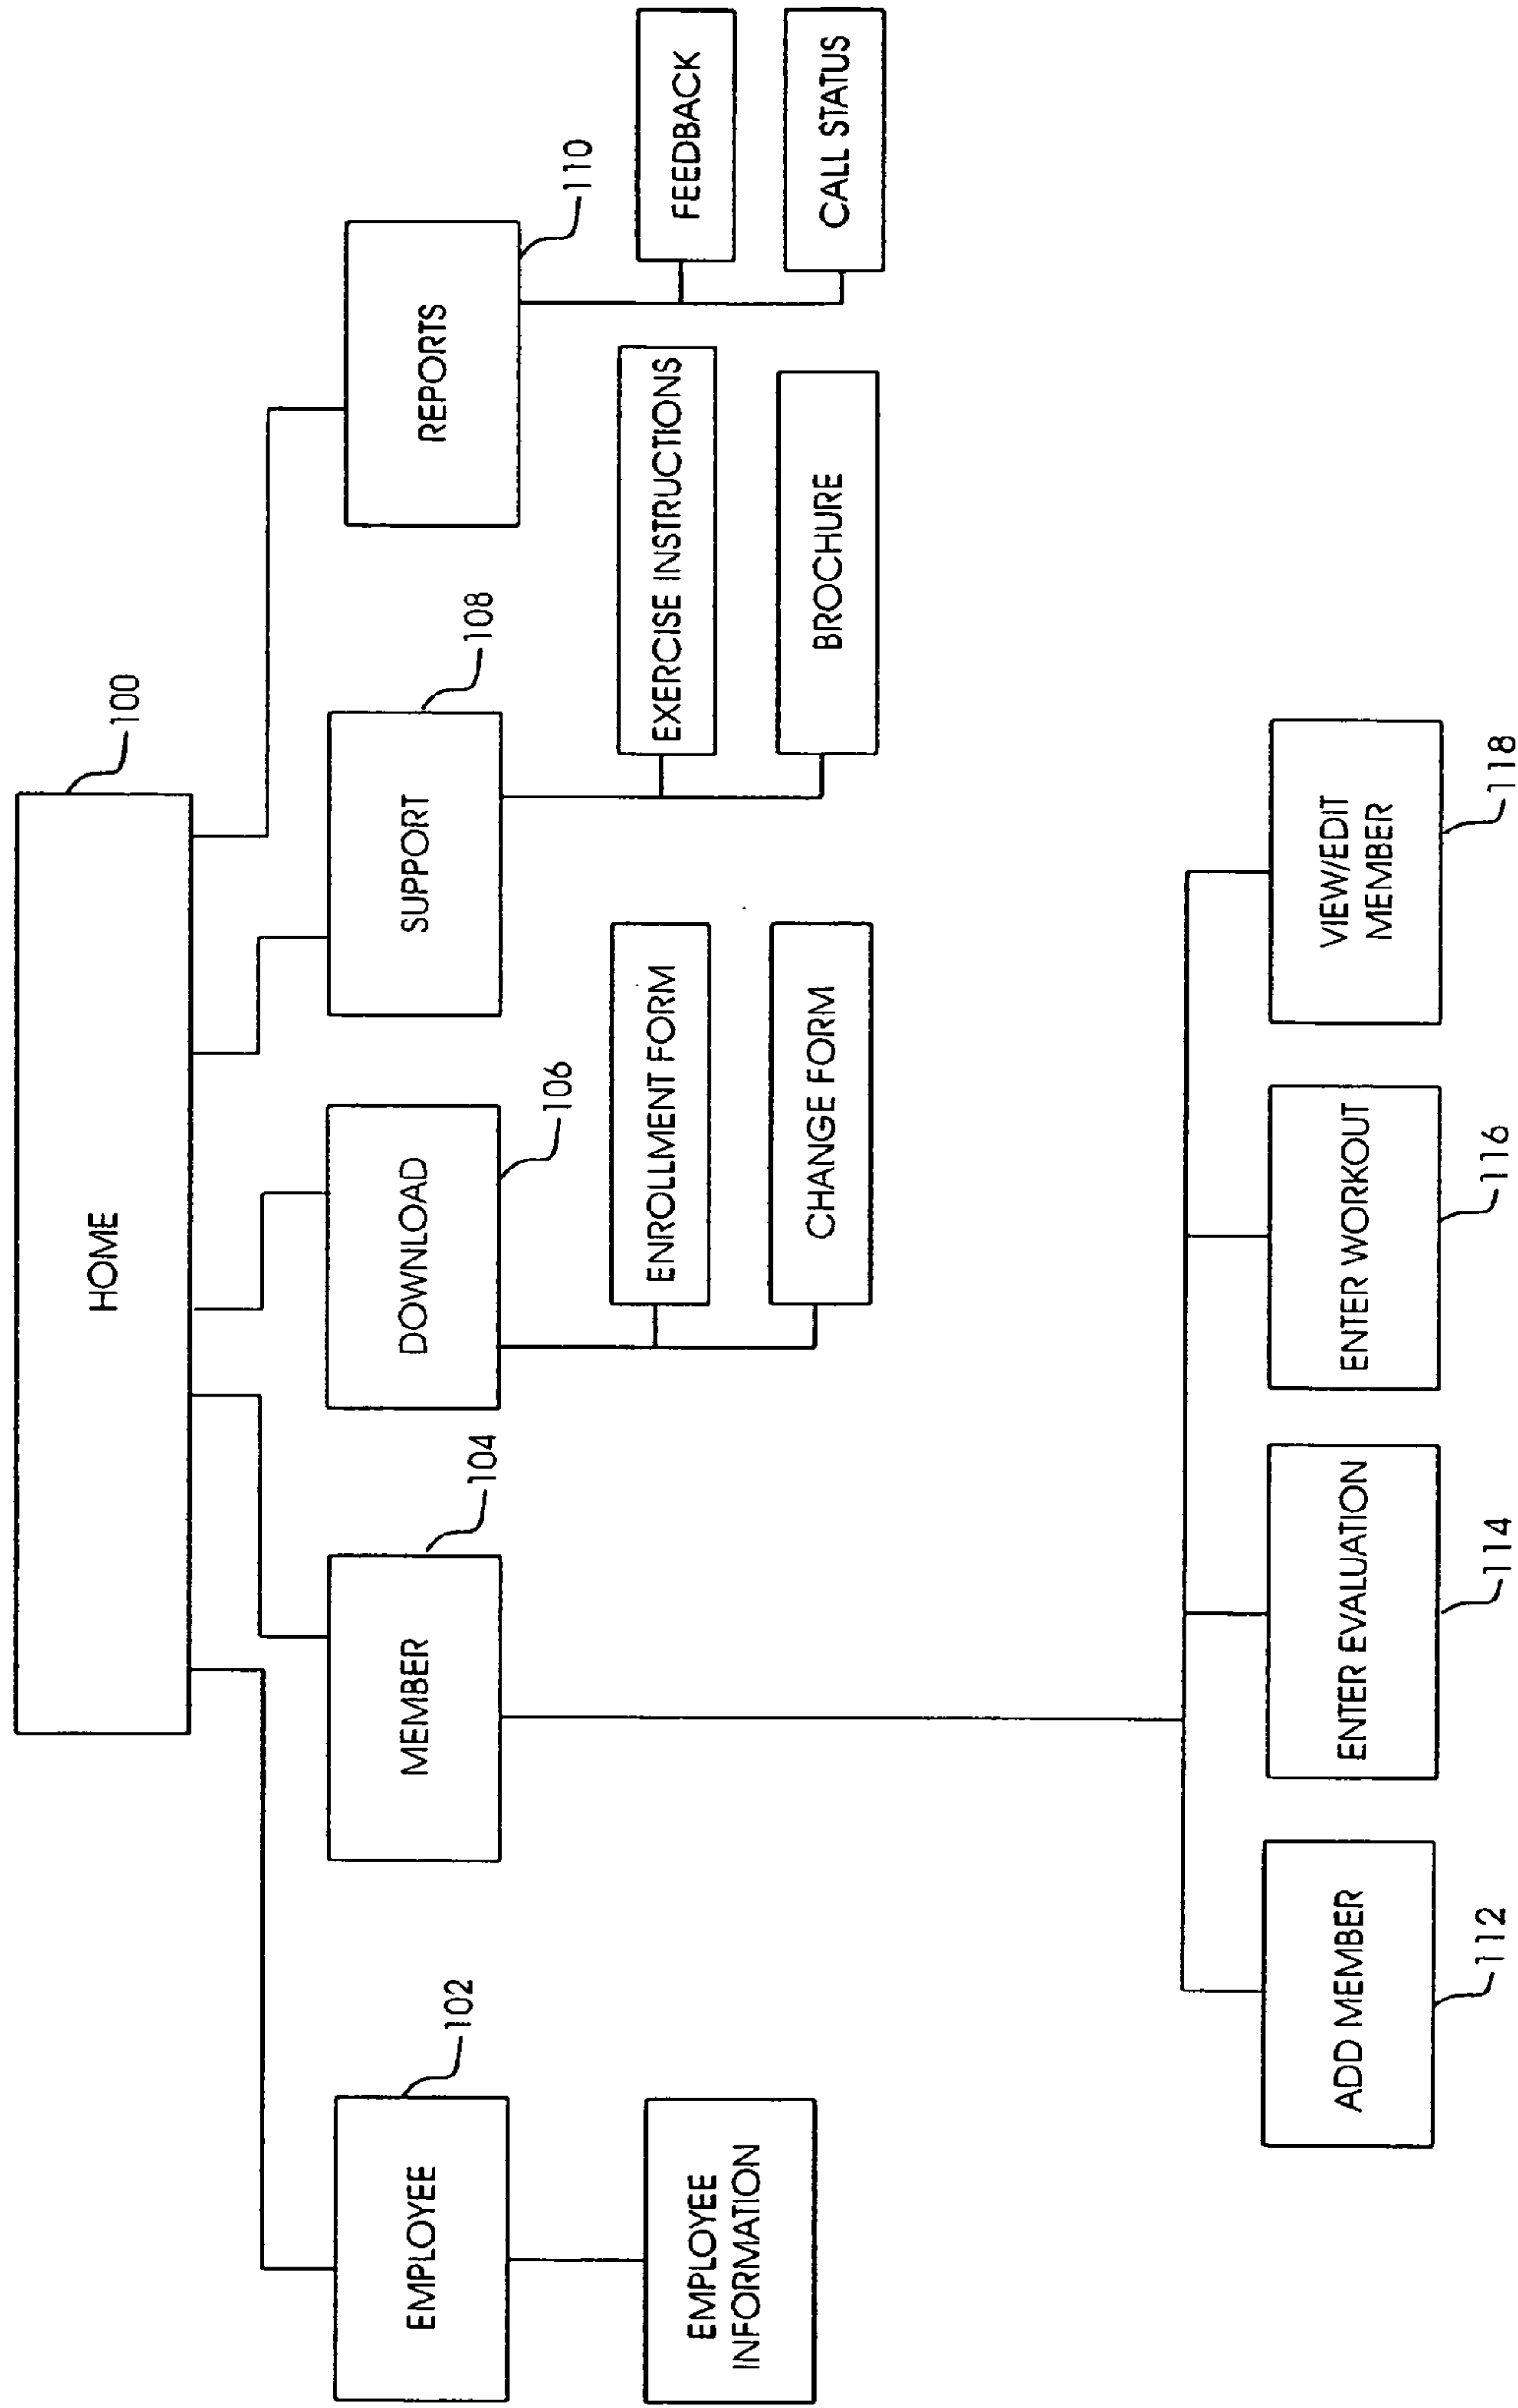 HOME
100
EMPLOYEE
102
MEMBER
104
DOWNLOAD
106
SUPPORT
108
REPORTS
110
EMPLOYEE
INFORMATION
ENROLLMENT FORM
CHANGE FORM
EXERCISE INSTRUCTIONS
BROCHURE
FEEDBACK
CALL STATUS
ADD MEMBER
112
ENTER EVALUATION
114
ENTER WORKOUT
116
VIEW/EDIT
MEMBER
118